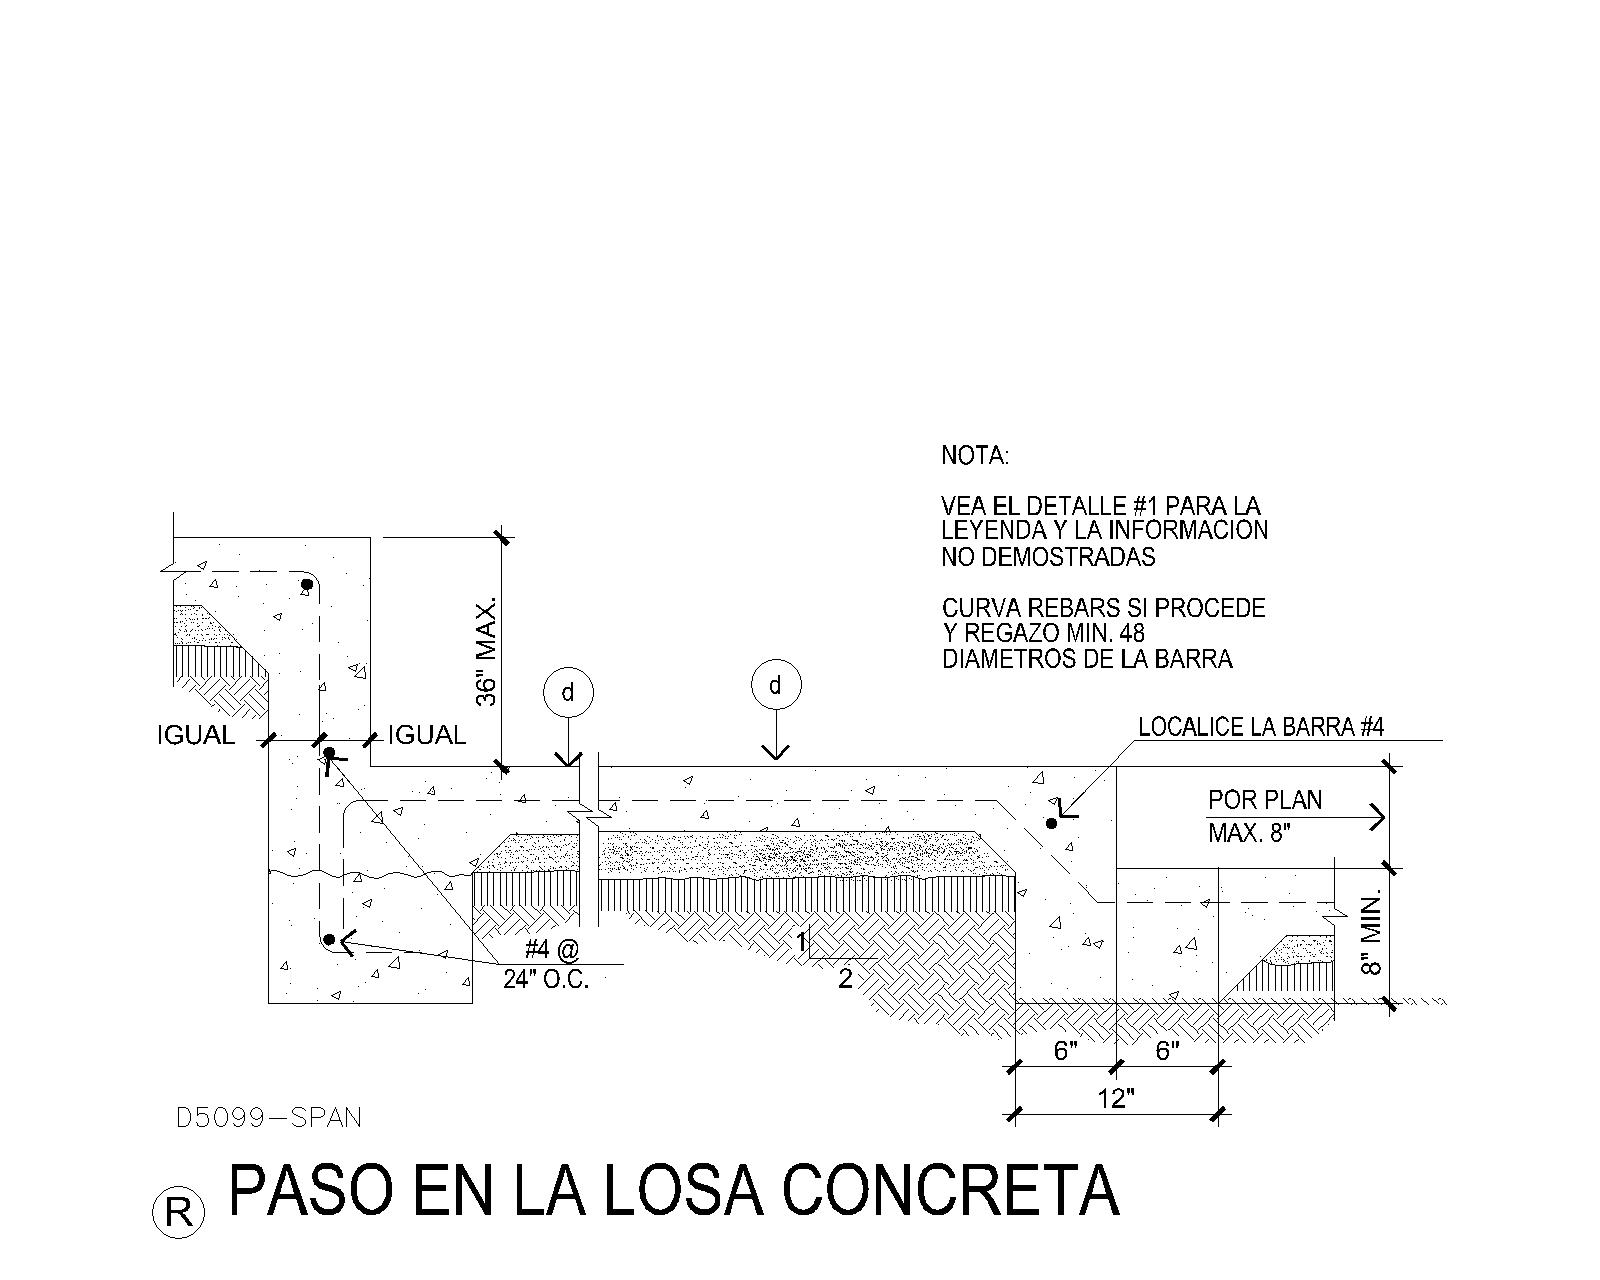 NOTA:
VEA EL DETALLE #1 PARA LA
LEYENDA Y LA INFORMACION
NO DEMOSTRADAS
CURVA REBARS SI PROCEDE
Y REGAZO MIN. 48
DIAMETROS DE LA BARRA
36" MAX.
d
d
IGUAL
IGUAL
LOCALICE LA BARRA #4
POR PLAN
MAX. 8"
8" MIN.
#4 @
24" O.C.
1
2
6"
6"
12"
D5099-SPAN
R
PASO EN LA LOSA CONCRETA